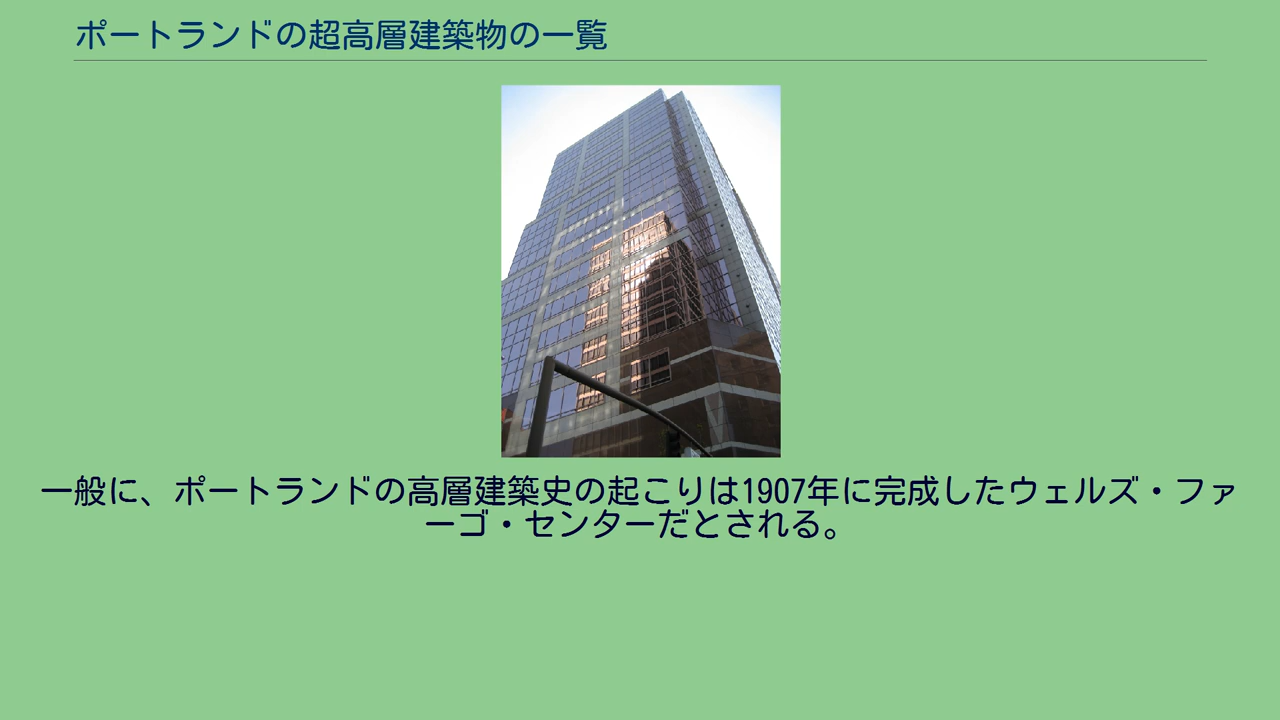 ポートランドの超高層建築物の一覧
一般に、ポートランドの高層建築史の起こりは1907年に完成したウェルズ・ファ
ーゴ・センターだとされる。